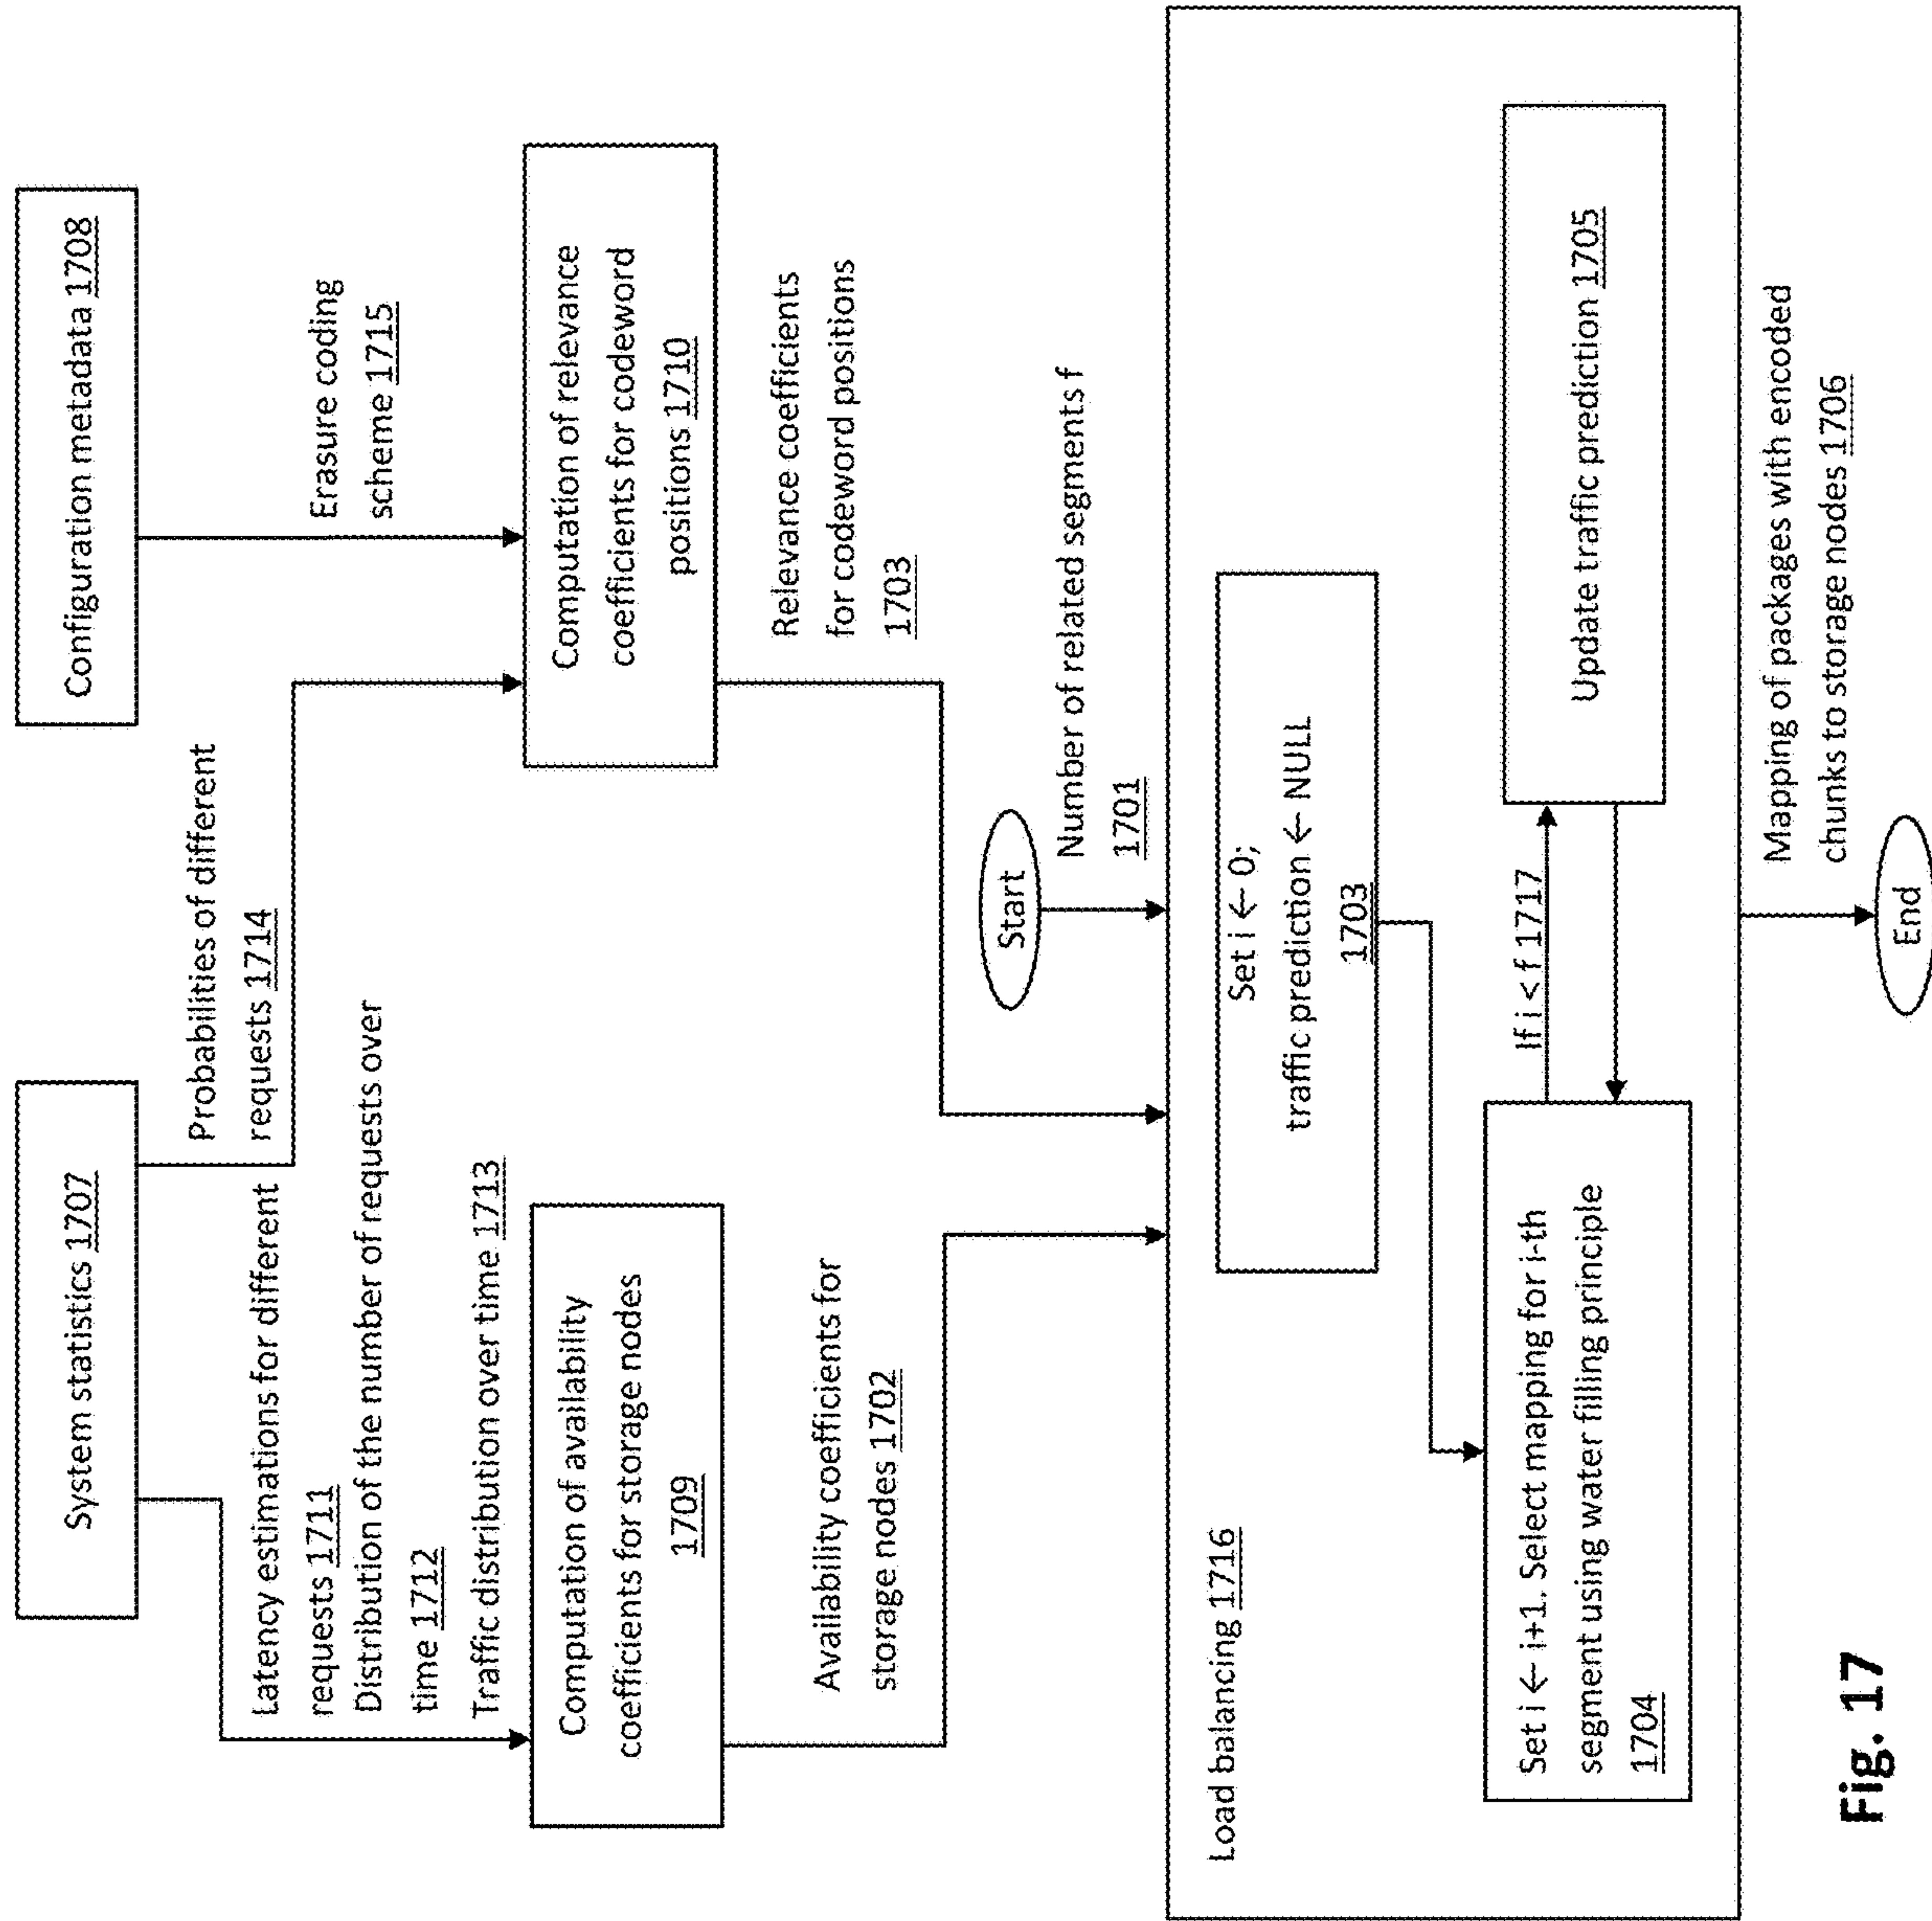 System statistics 1707
Configuration metadata 1708
Probabilities of different
requests 1714
Erasure coding
scheme 1715
Latency estimations for different
requests 1711
Distribution of the number of requests over
time 1712
Traffic distribution over time 1713
Computation of availability
coefficients for storage nodes
1709
Computation of relevance
coefficients for codeword
positions 1710
Availability coefficients for
storage nodes 1702
Relevance coefficients
for codeword positions
1703
Start
Number of related segments f
1701
Load balancing 1716
Set i ← 0;
traffic prediction ← NULL
1703
Set i ← i+1. Select mapping for i-th
segment using water filling principle
1704
If i < f 1717
Update traffic prediction 1705
Mapping of packages with encoded
chunks to storage nodes 1706
End
Fig. 17